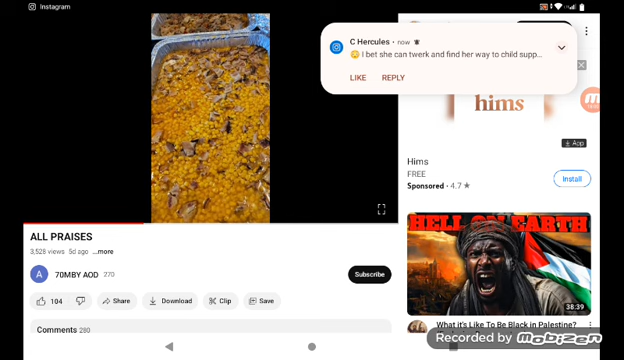 Instagram
C Hercules • now
😳 I bet she can twerk and find her way to child supp...
LIKE REPLY
hims
App
Hims
FREE
Sponsored • 4.7 ★
Install
ALL PRAISES
3,528 views 5d ago ...more
A 70MBY AOD 270
Subscribe
104 Share Download Clip Save
Comments 280
HELL ON EARTH
38:39
What it's Like To Be Black in Palestine?
Recorded by
mobizen